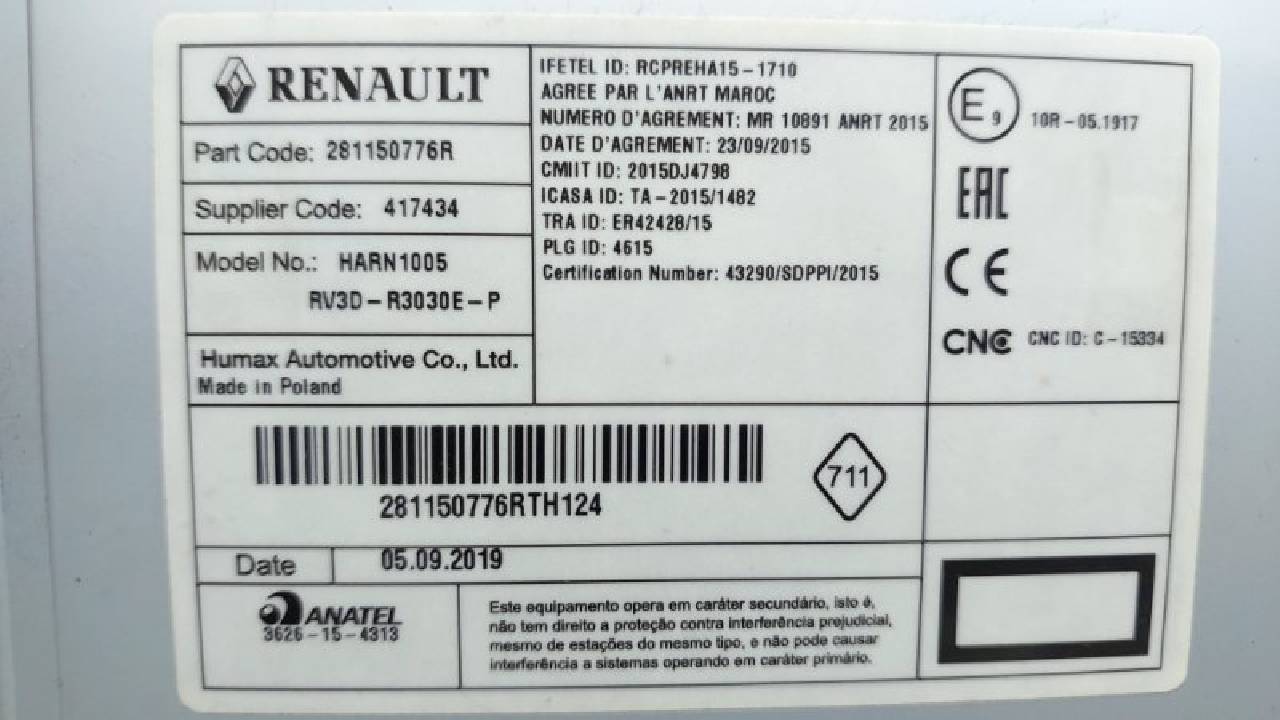 RENAULT
Part Code: 281150776R
Supplier Code: 417434
Model No.: HARN1005
RV3D-R3030E-P
Humax Automotive Co., Ltd.
Made in Poland
IFETEL ID: RCPREHA15-1710
AGREE PAR L'ANRT MAROC
NUMERO D'AGREMENT: MR 10891 ANRT 2015
DATE D'AGREMENT: 23/09/2015
CMIIT ID: 2015DJ4798
ICASA ID: TA-2015/1482
TRA ID: ER42428/15
PLG ID: 4615
Certification Number: 43290/SDPPI/2015
E9 10R-05.1917
EAC
CE
CNC CNC ID: C-15334
281150776RTH124
711
Date 05.09.2019
ANATEL
3626-15-4313
Este equipamento opera em caráter secundário, isto é,
não tem direito a proteção contra interferência prejudicial,
mesmo de estações do mesmo tipo, e não pode causar
interferência a sistemas operando em caráter primário.